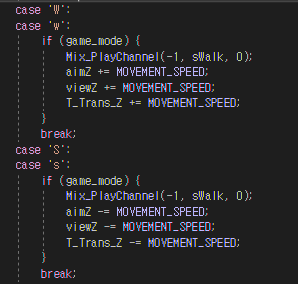 case 'W':
case 'w':
if (game_mode) {
Mix_PlayChannel(-1, sWalk, 0);
aimZ += MOVEMENT_SPEED;
viewZ += MOVEMENT_SPEED;
T_Trans_Z += MOVEMENT_SPEED;
}
break;
case 'S':
case 's':
if (game_mode) {
Mix_PlayChannel(-1, sWalk, 0);
aimZ -= MOVEMENT_SPEED;
viewZ -= MOVEMENT_SPEED;
T_Trans_Z -= MOVEMENT_SPEED;
}
break;